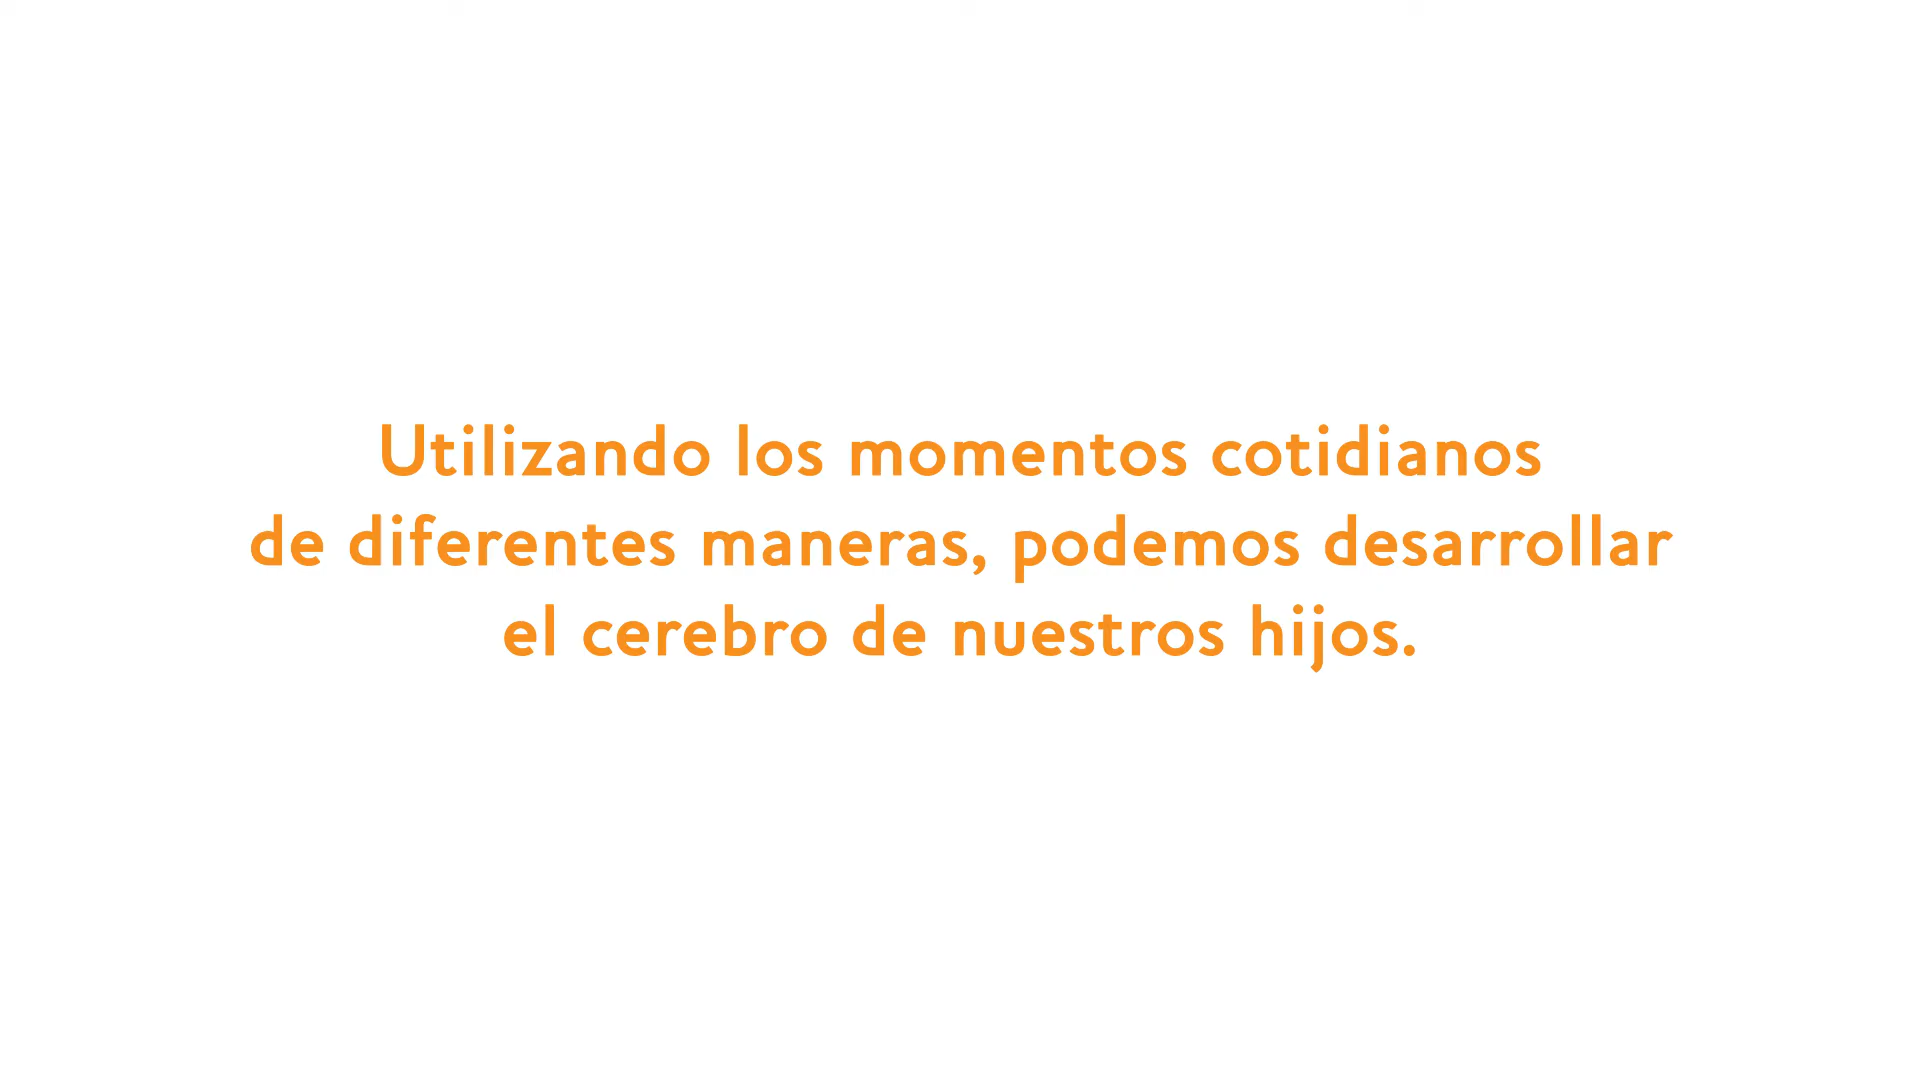 Utilizando los momentos cotidianos
de diferentes maneras, podemos desarrollar
el cerebro de nuestros hijos.